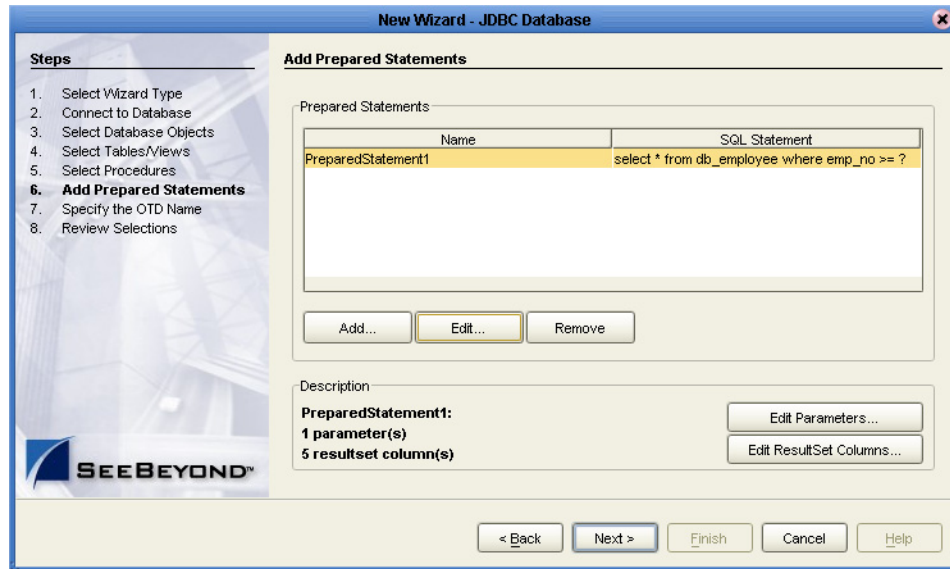 New Wizard - JDBC Database
Steps
1. Select Wizard Type
2. Connect to Database
3. Select Database Objects
4. Select Tables/Views
5. Select Procedures
6. Add Prepared Statements
7. Specify the OTD Name
8. Review Selections
SEEBEYOND™
Add Prepared Statements
Prepared Statements
Name SQL Statement
PreparedStatement1 select * from db_employee where emp_no >= ?
Add... Edit... Remove
Description
PreparedStatement1:
1 parameter(s)
5 resultset column(s)
Edit Parameters...
Edit ResultSet Columns...
< Back Next > Finish Cancel Help